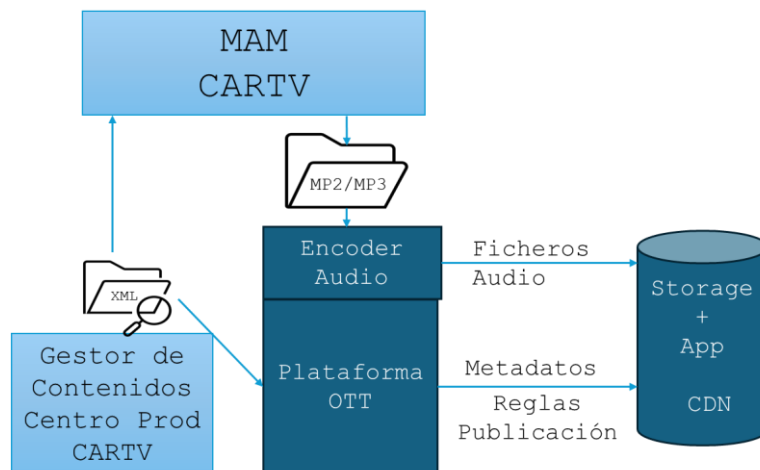 MAM
CARTV
MP2/MP3
Encoder
Audio
Ficheros
Audio
XML
Storage
+
App
CDN
Gestor de
Contenidos
Centro Prod
CARTV
Plataforma
OTT
Metadatos
Reglas
Publicación